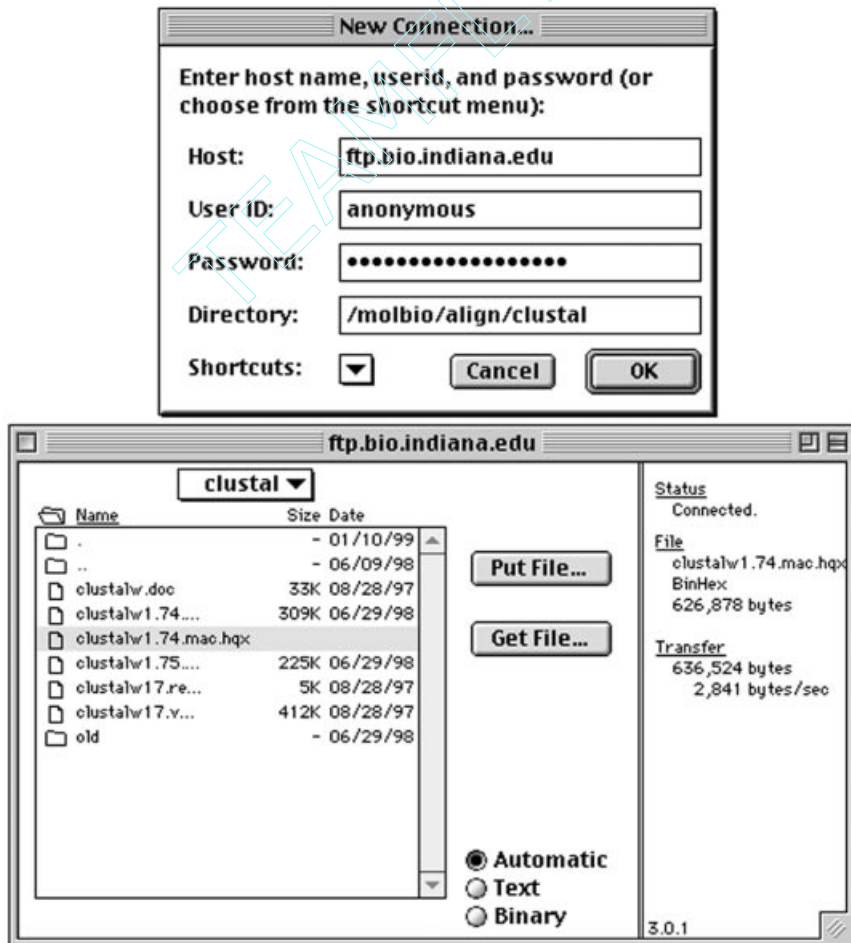 New Connection...
Enter host name, userid, and password (or
choose from the shortcut menu):
Host: ftp.bio.indiana.edu
User ID: anonymous
Password: ••••••••••••••••••
Directory: /molbio/align/clustal
Shortcuts:
Cancel
OK
TEAMFL
ftp.bio.indiana.edu
clustal
Name Size Date
. - 01/10/99
.. - 06/09/98
clustalw.doc 33K 08/28/97
clustalw1.74.... 309K 06/29/98
clustalw1.74.mac.hqx
clustalw1.75.... 225K 06/29/98
clustalw17.re... 5K 08/28/97
clustalw17.v... 412K 08/28/97
old - 06/29/98
Put File...
Get File...
Automatic
Text
Binary
Status
Connected.
File
clustalw1.74.mac.hqx
BinHex
626,878 bytes
Transfer
636,524 bytes
2,841 bytes/sec
3.0.1